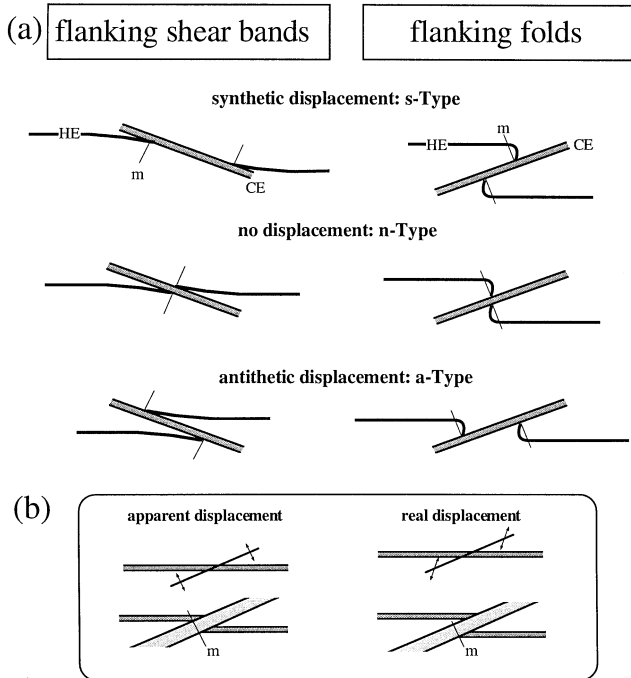 (a) flanking shear bands flanking folds
synthetic displacement: s-Type
HE m CE HE m CE
no displacement: n-Type
antithetic displacement: a-Type
(b) apparent displacement real displacement
m m